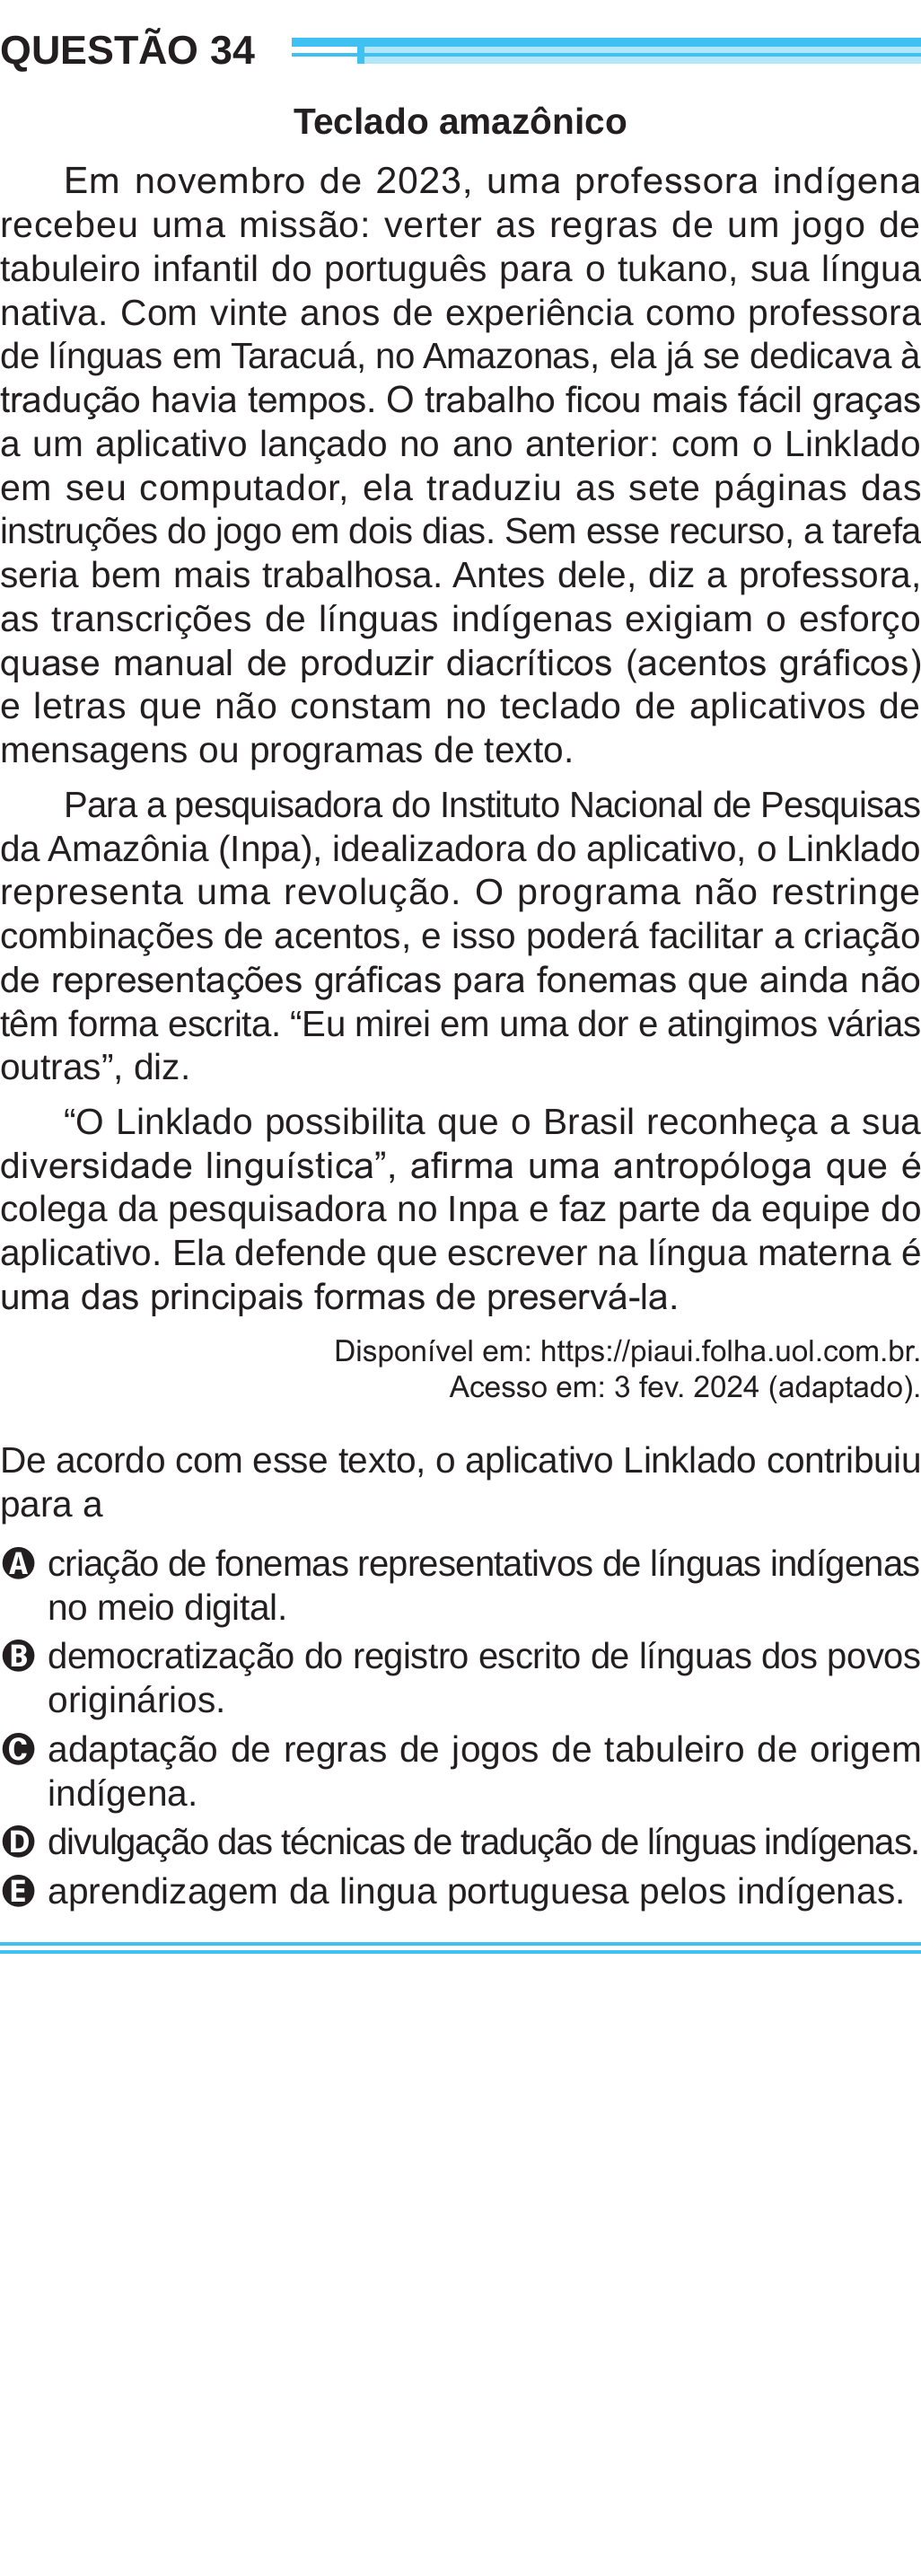 QUESTÃO 34
Teclado amazônico
Em novembro de 2023, uma professora indígena
recebeu uma missão: verter as regras de um jogo de
tabuleiro infantil do português para o tukano, sua língua
nativa. Com vinte anos de experiência como professora
de línguas em Taracuá, no Amazonas, ela já se dedicava à
tradução havia tempos. O trabalho ficou mais fácil graças
a um aplicativo lançado no ano anterior: com o Linklado
em seu computador, ela traduziu as sete páginas das
instruções do jogo em dois dias. Sem esse recurso, a tarefa
seria bem mais trabalhosa. Antes dele, diz a professora,
as transcrições de línguas indígenas exigiam o esforço
quase manual de produzir diacríticos (acentos gráficos)
e letras que não constam no teclado de aplicativos de
mensagens ou programas de texto.
Para a pesquisadora do Instituto Nacional de Pesquisas
da Amazônia (Inpa), idealizadora do aplicativo, o Linklado
representa uma revolução. O programa não restringe
combinações de acentos, e isso poderá facilitar a criação
de representações gráficas para fonemas que ainda não
têm forma escrita. “Eu mirei em uma dor e atingimos várias
outras”, diz.
“O Linklado possibilita que o Brasil reconheça a sua
diversidade linguística”, afirma uma antropóloga que é
colega da pesquisadora no Inpa e faz parte da equipe do
aplicativo. Ela defende que escrever na língua materna é
uma das principais formas de preservá-la.
Disponível em: https://piaui.folha.uol.com.br.
Acesso em: 3 fev. 2024 (adaptado).
De acordo com esse texto, o aplicativo Linklado contribuiu
para a
A criação de fonemas representativos de línguas indígenas
no meio digital.
B democratização do registro escrito de línguas dos povos
originários.
C adaptação de regras de jogos de tabuleiro de origem
indígena.
D divulgação das técnicas de tradução de línguas indígenas.
E aprendizagem da lingua portuguesa pelos indígenas.